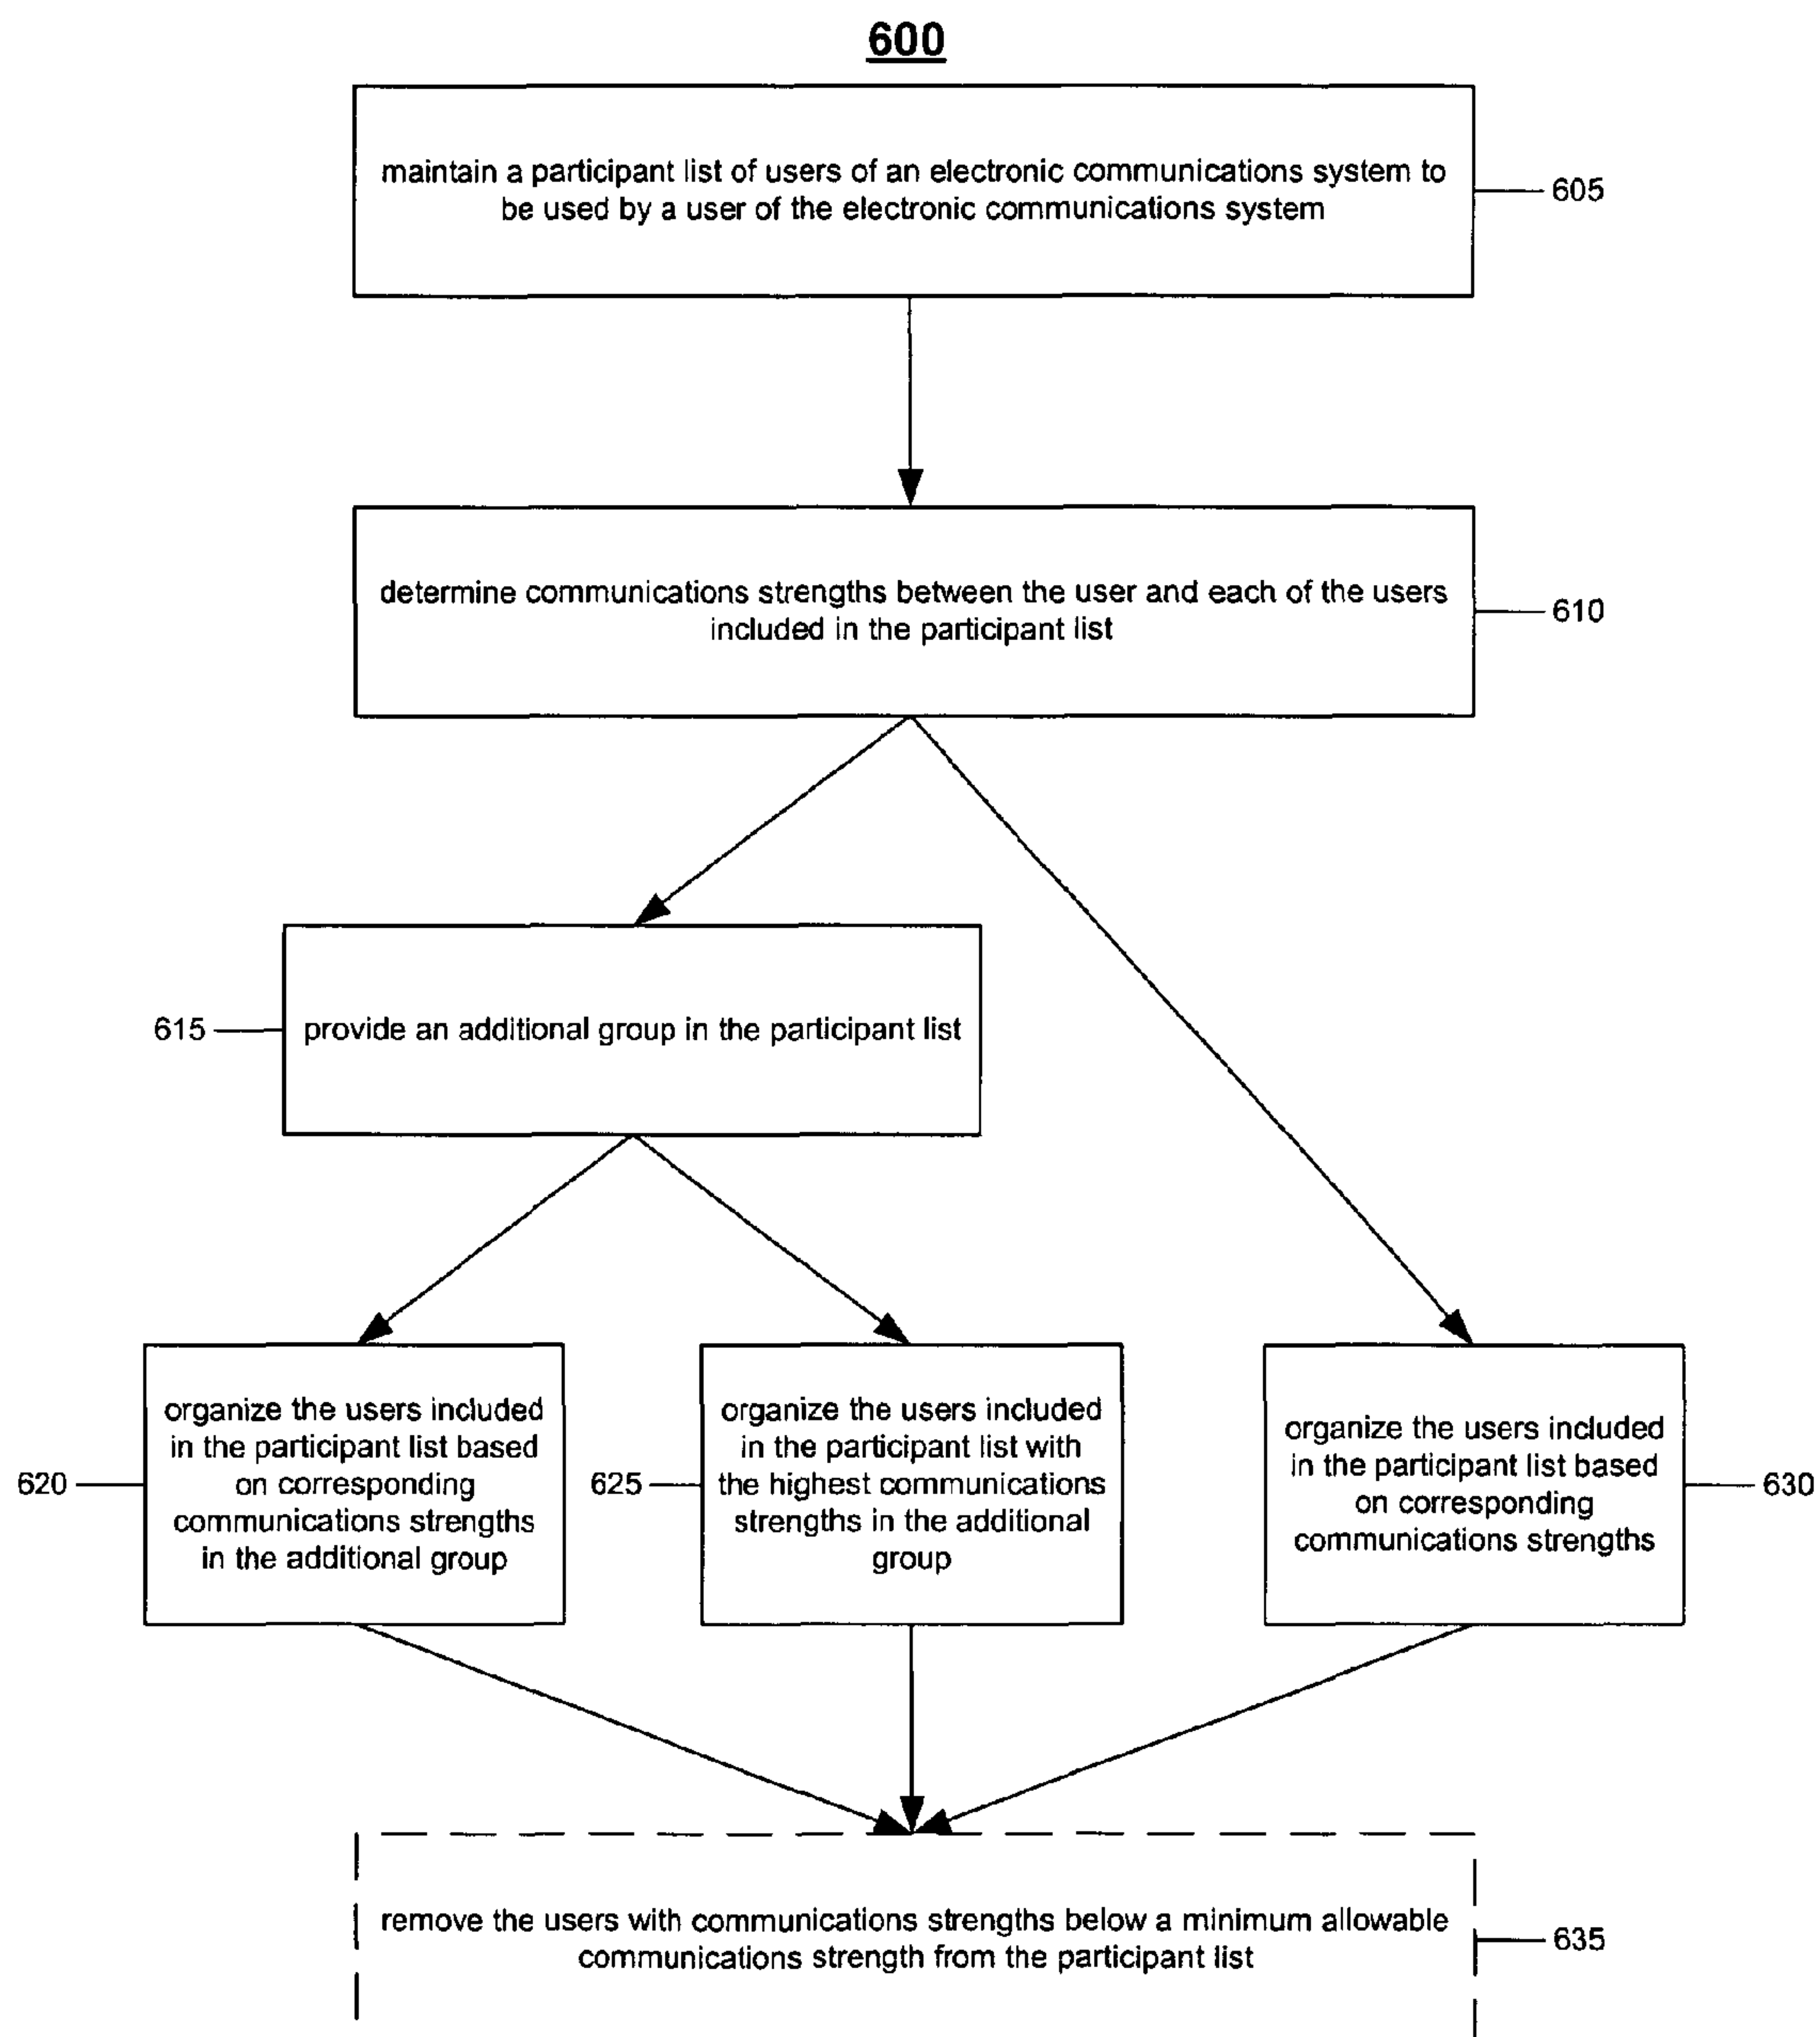 600
maintain a participant list of users of an electronic communications system to
be used by a user of the electronic communications system
605
determine communications strengths between the user and each of the users
included in the participant list
610
615
provide an additional group in the participant list
620
organize the users included
in the participant list based
on corresponding
communications strengths
in the additional group
625
organize the users included
in the participant list with
the highest communications
strengths in the additional
group
organize the users included
in the participant list based
on corresponding
communications strengths
630
remove the users with communications strengths below a minimum allowable
communications strength from the participant list
635